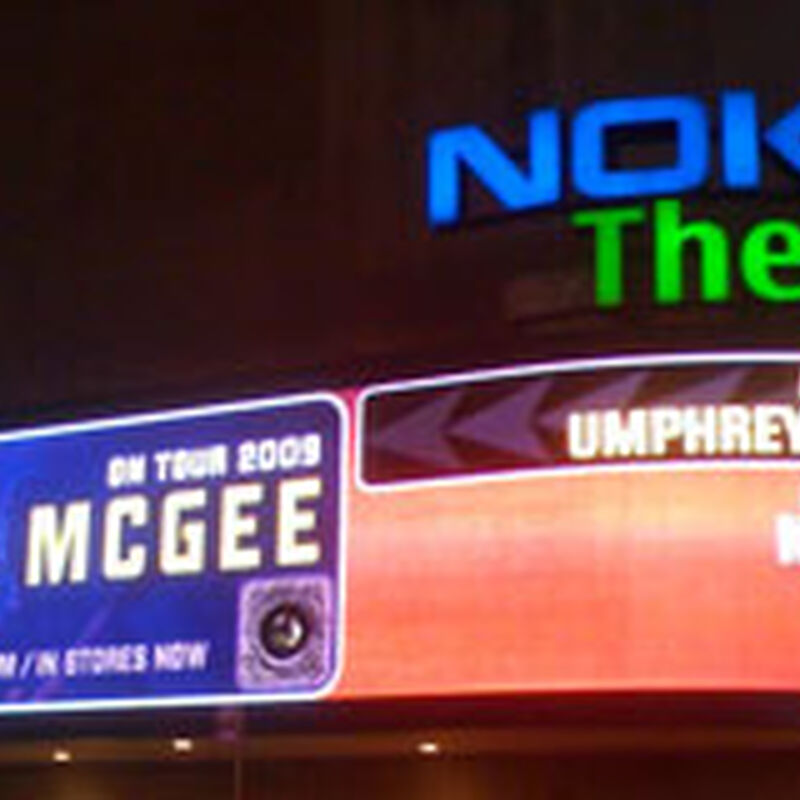 NOK
The
ON TOUR 2009
MCGEE
M / IN STORES NOW
UMPHREY